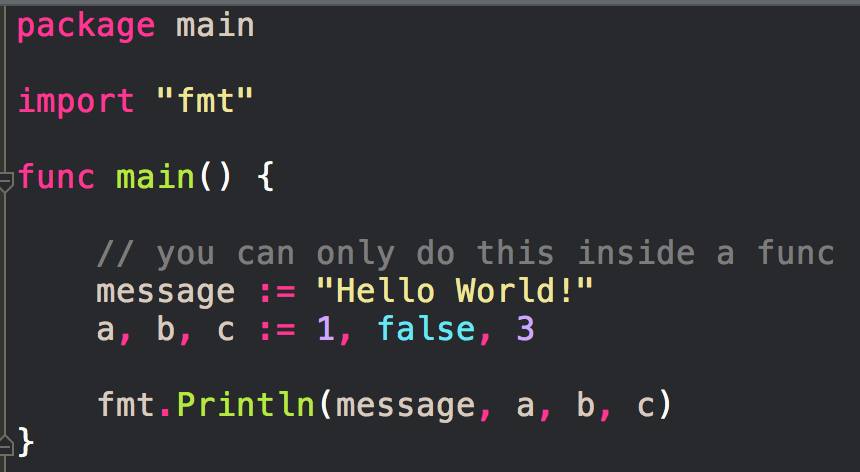 package main
import "fmt"
func main() {
// you can only do this inside a func
message := "Hello World!"
a, b, c := 1, false, 3
fmt.Println(message, a, b, c)
}